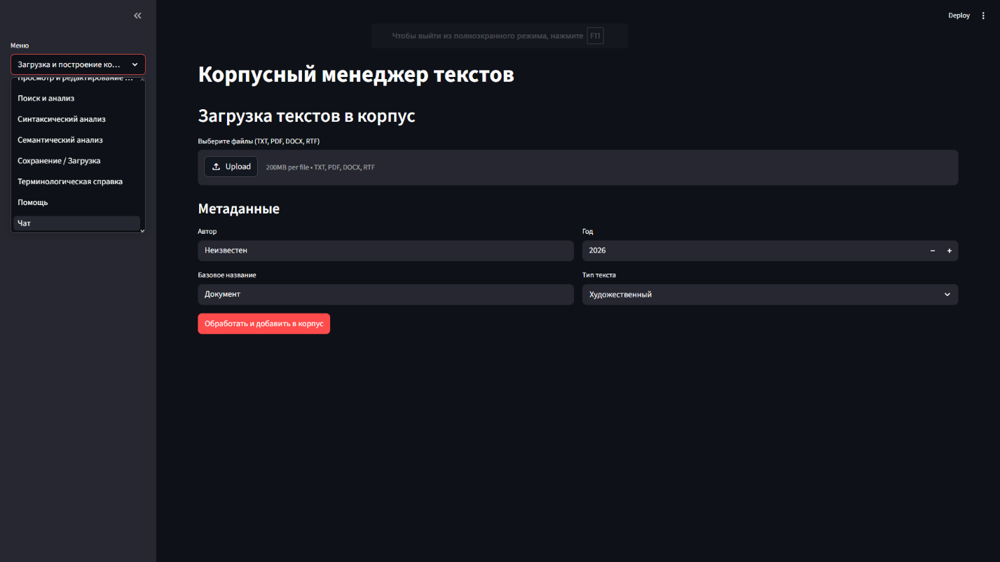 Deploy
Чтобы выйти из полноэкранного режима, нажмите F11
Меню
Загрузка и построение ко...
Просмотр и редактирование ...
Поиск и анализ
Синтаксический анализ
Семантический анализ
Сохранение / Загрузка
Терминологическая справка
Помощь
Чат
Корпусный менеджер текстов
Загрузка текстов в корпус
Выберите файлы (TXT, PDF, DOCX, RTF)
Upload 200MB per file • TXT, PDF, DOCX, RTF
Метаданные
Автор
Неизвестен
Год
2026
Базовое название
Документ
Тип текста
Художественный
Обработать и добавить в корпус